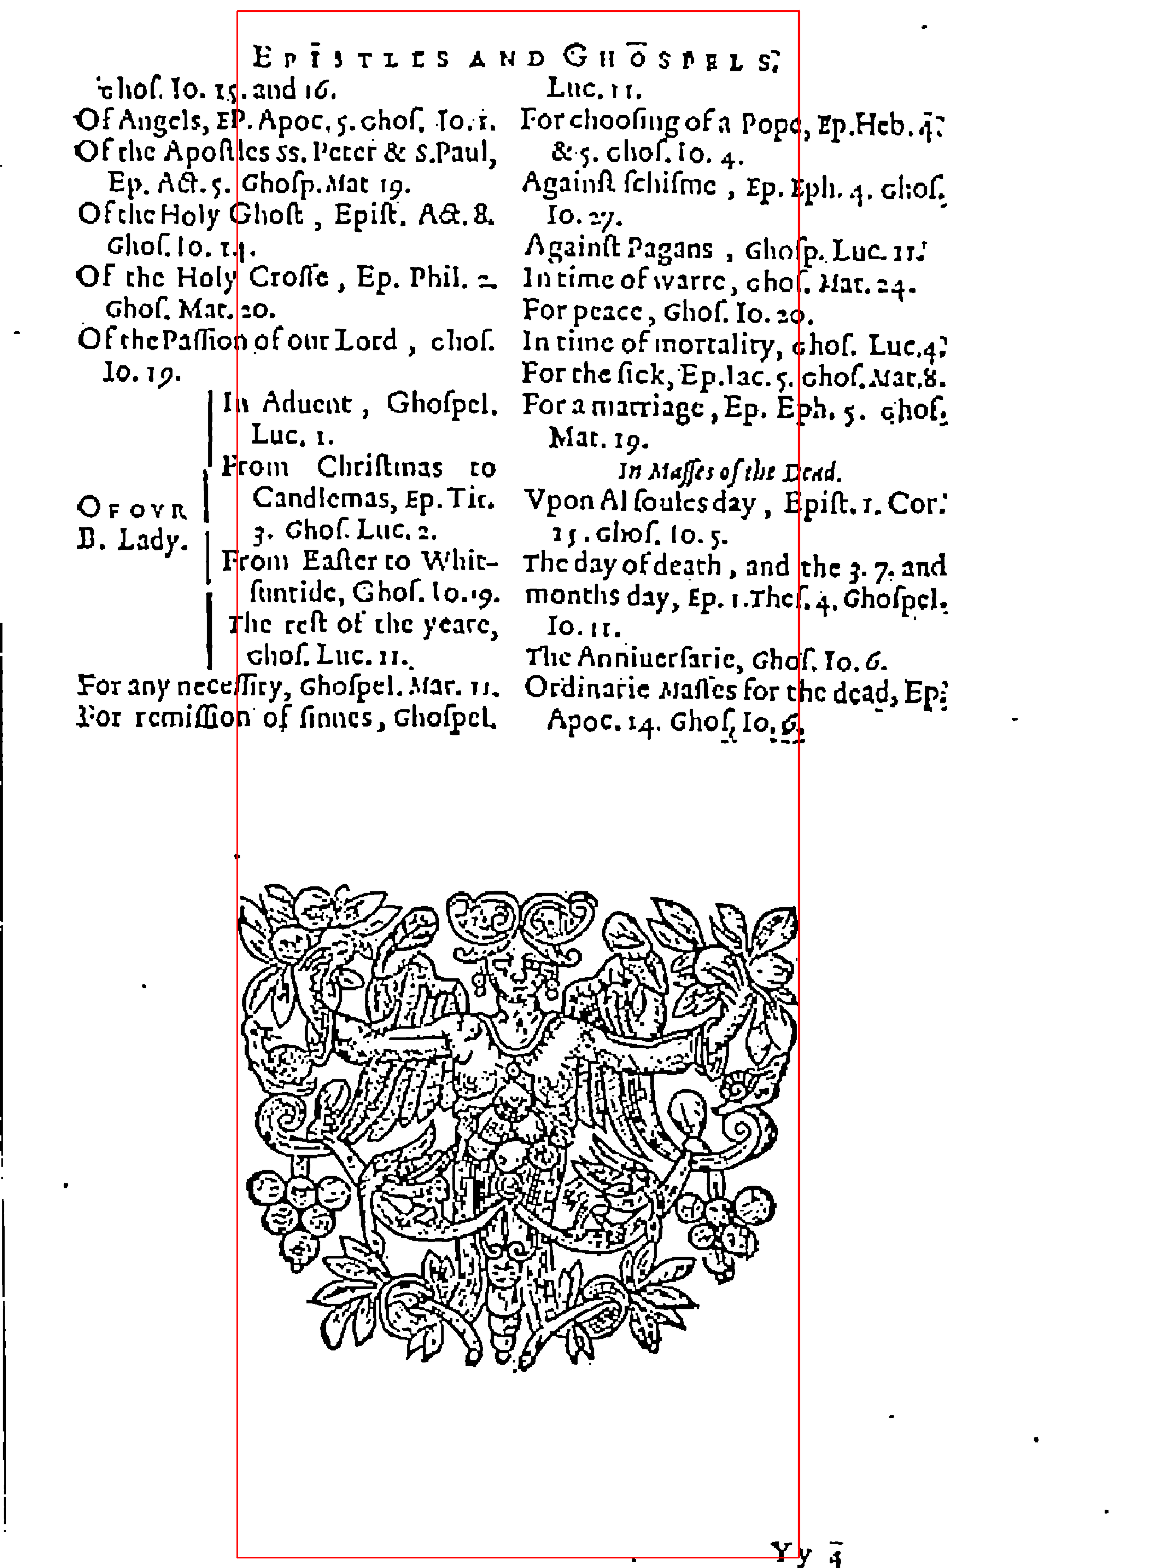 EPISTLES AND GHOSPELS.
Ghoſ. Io. 15. and 16.
Of Angels, EP. Apoc. 5. Ghoſ. Io. 1.
Of the Apoſtles SS. Peter & S. Paul,
Ep. Act. 5. Ghoſp. Mat 19.
Of the Holy Ghoſt, Epiſt. Act. 8.
Ghoſ. Io. 14.
Of the Holy Croſſe, Ep. Phil. 2.
Ghoſ. Mat. 20.
Of the Paſſion of our Lord, Ghoſ.
Io. 19.
OF OVR
B. Lady.
In Aduent, Ghoſpel.
Luc. 1.
From Chriſtmas to
Candlemas, Ep. Tit.
3. Ghoſ. Luc. 2.
From Eaſter to Whit-
ſuntide, Ghoſ. Io. 19.
The reſt of the yeare,
Ghoſ. Luc. 11.
For any neceſſity, Ghoſpel. Mar. 11.
For remiſſion of ſinnes, Ghoſpel.
Luc. 11.
For chooſing of a Pope, Ep. Heb. 4.
& 5. Ghoſ. Io. 4.
Againſt ſchiſme, Ep. Eph. 4. Ghoſ.
Io. 27.
Againſt Pagans, Ghoſp. Luc. 11.
In time of warre, Ghoſ. Mat. 24.
For peace, Ghoſ. Io. 20.
In time of mortality, Ghoſ. Luc. 4.
For the ſick, Ep. Iac. 5. Ghoſ. Mat. 8.
For a marriage, Ep. Eph. 5. Ghoſ.
Mat. 19.
In Maſſes of the Dead.
Vpon Al ſoules day, Epiſt. 1. Cor.
15. Ghoſ. Io. 5.
The day of death, and the 3. 7. and
months day, Ep. 1. Theſ. 4. Ghoſpel.
Io. 11.
The Anniuerſarie, Ghoſ. Io. 6.
Ordinarie Maſſes for the dead, Ep.
Apoc. 14. Ghoſ. Io. 6.
Yy 4